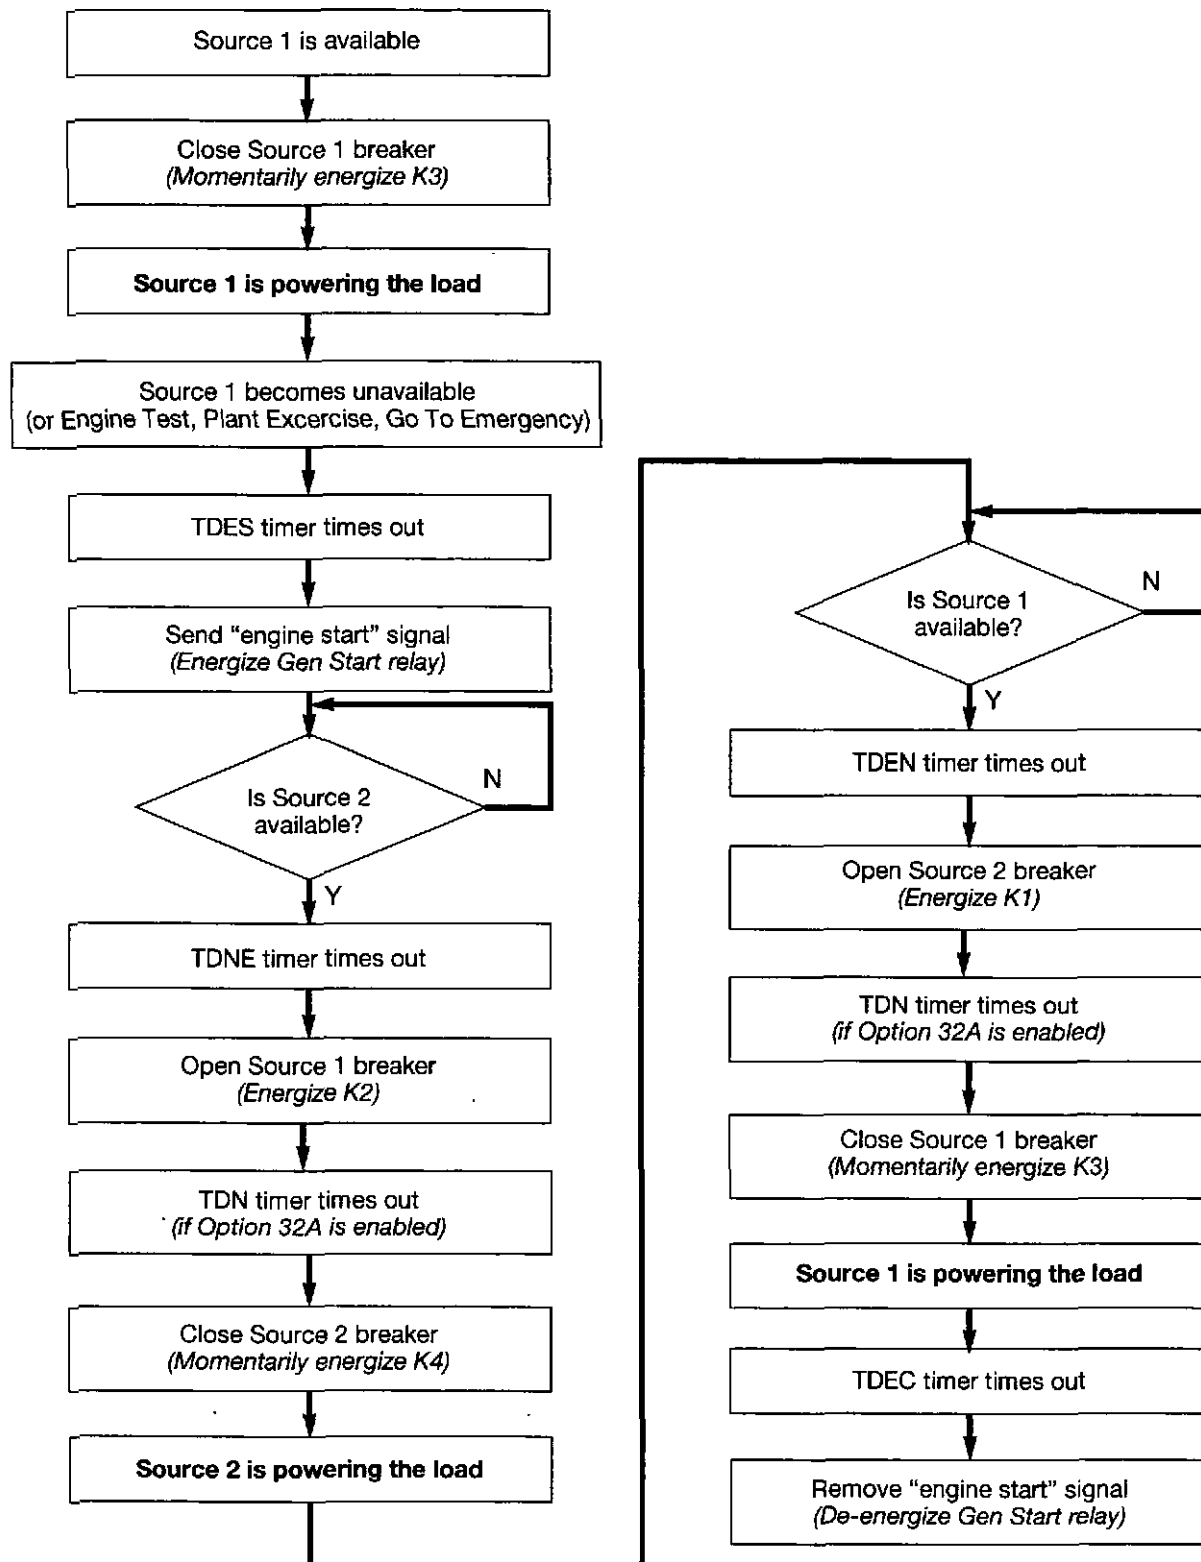 Source 1 is available
Close Source 1 breaker
(Momentarily energize K3)
Source 1 is powering the load
Source 1 becomes unavailable
(or Engine Test, Plant Excercise, Go To Emergency)
TDES timer times out
Send “engine start” signal
(Energize Gen Start relay)
Is Source 2
available?
N
Y
TDNE timer times out
Open Source 1 breaker
(Energize K2)
TDN timer times out
(if Option 32A is enabled)
Close Source 2 breaker
(Momentarily energize K4)
Source 2 is powering the load
Is Source 1
available?
N
Y
TDEN timer times out
Open Source 2 breaker
(Energize K1)
TDN timer times out
(if Option 32A is enabled)
Close Source 1 breaker
(Momentarily energize K3)
Source 1 is powering the load
TDEC timer times out
Remove “engine start” signal
(De-energize Gen Start relay)